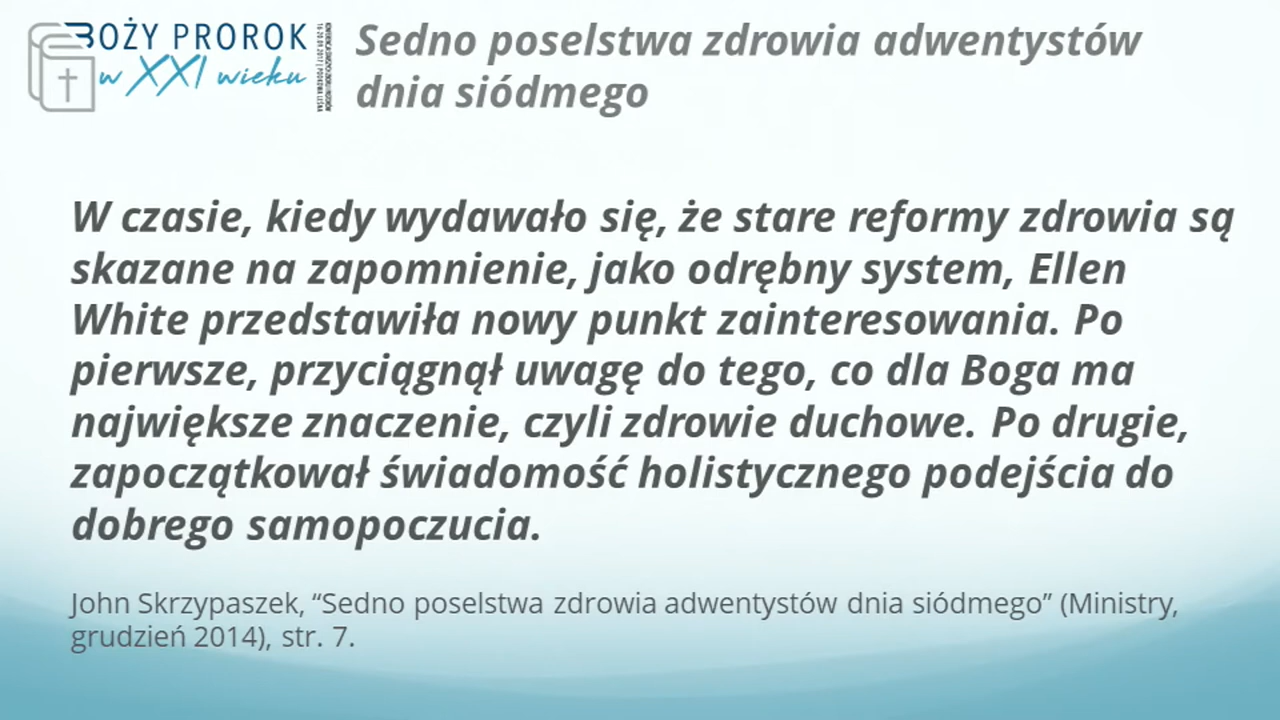 BOŻY PROROK
w XXI wieku
Sedno poselstwa zdrowia adwentystów
dnia siódmego
W czasie, kiedy wydawało się, że stare reformy zdrowia są
skazane na zapomnienie, jako odrębny system, Ellen
White przedstawiła nowy punkt zainteresowania. Po
pierwsze, przyciągnął uwagę do tego, co dla Boga ma
największe znaczenie, czyli zdrowie duchowe. Po drugie,
zapoczątkował świadomość holistycznego podejścia do
dobrego samopoczucia.
John Skrzypaszek, “Sedno poselstwa zdrowia adwentystów dnia siódmego” (Ministry,
grudzień 2014), str. 7.